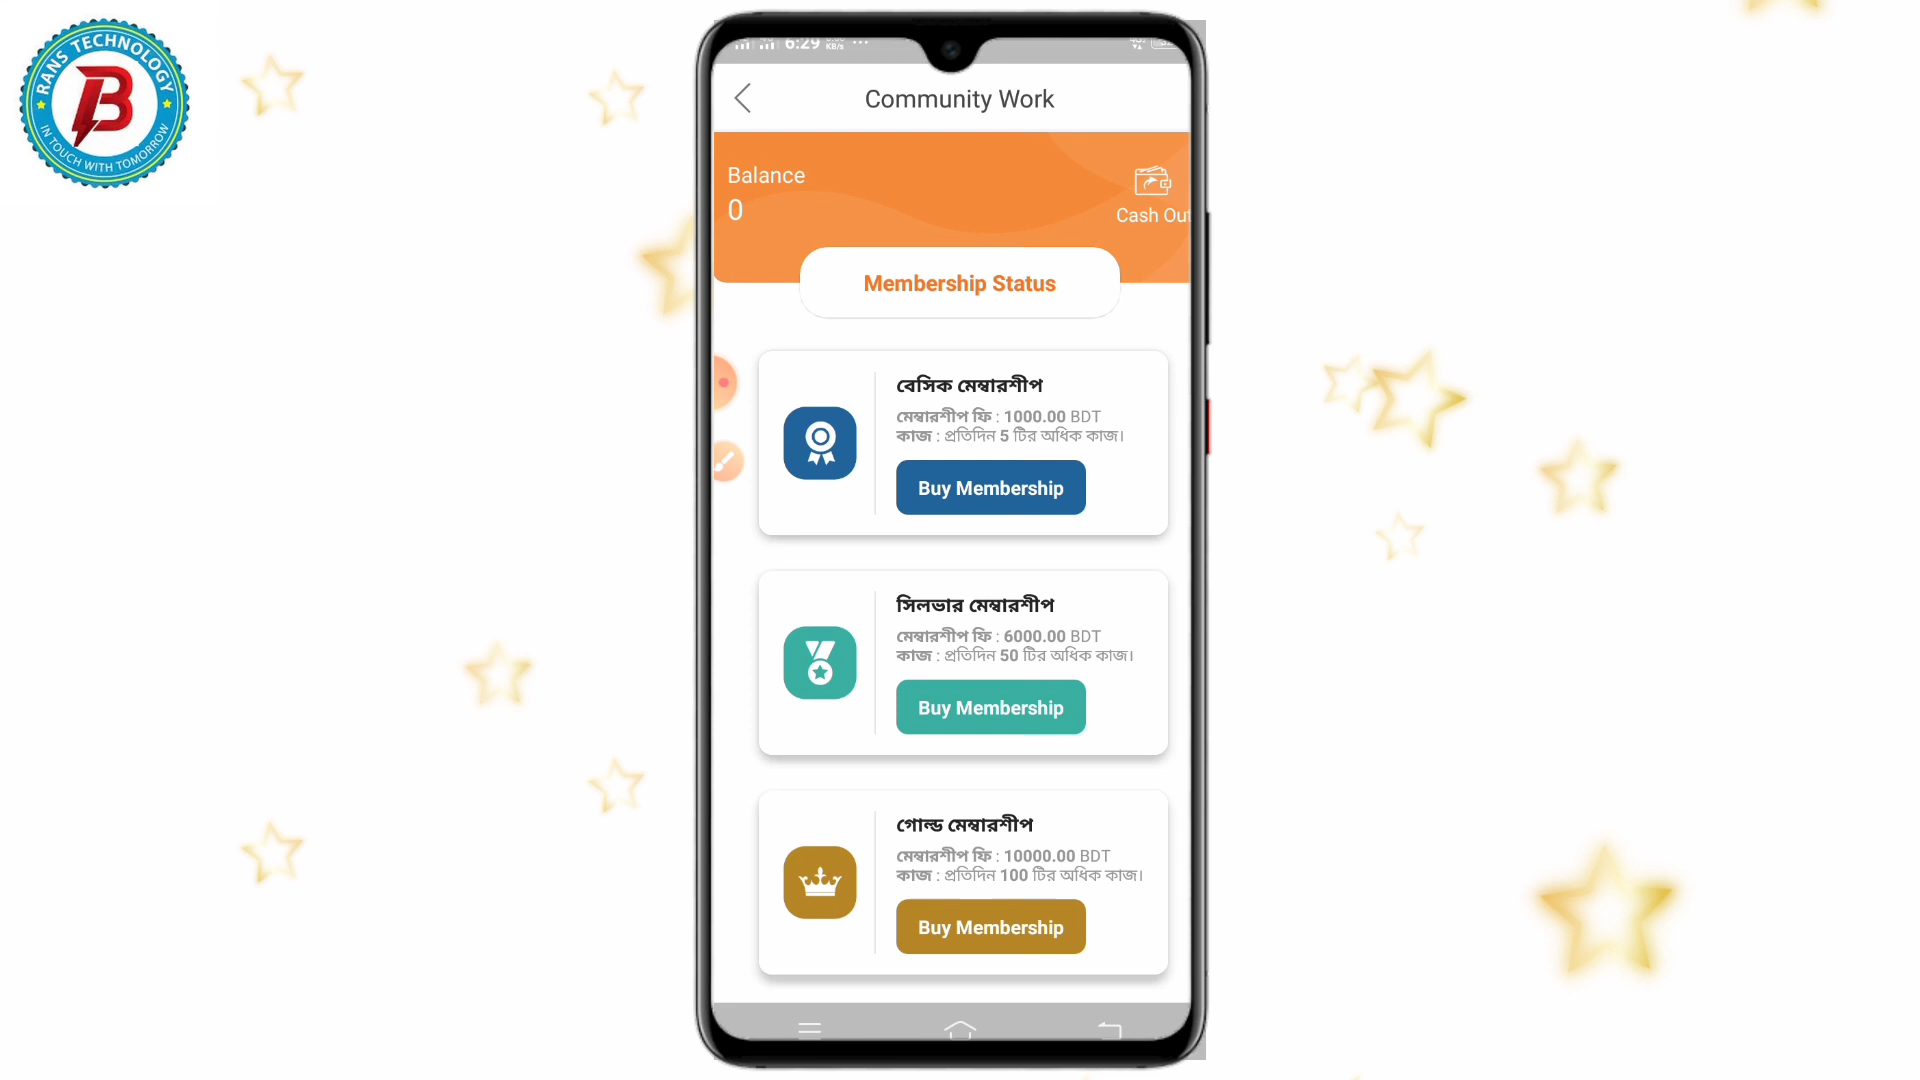 RANS TECHNOLOGY
B
IN TOUCH WITH TOMORROW
6:29 KB/s ...
Community Work
Balance
0
Cash Out
Membership Status
বেসিক মেম্বারশীপ
মেম্বারশীপ ফি : 1000.00 BDT
কাজ : প্রতিদিন 5 টির অধিক কাজ।
Buy Membership
সিলভার মেম্বারশীপ
মেম্বারশীপ ফি : 6000.00 BDT
কাজ : প্রতিদিন 50 টির অধিক কাজ।
Buy Membership
গোল্ড মেম্বারশীপ
মেম্বারশীপ ফি : 10000.00 BDT
কাজ : প্রতিদিন 100 টির অধিক কাজ।
Buy Membership